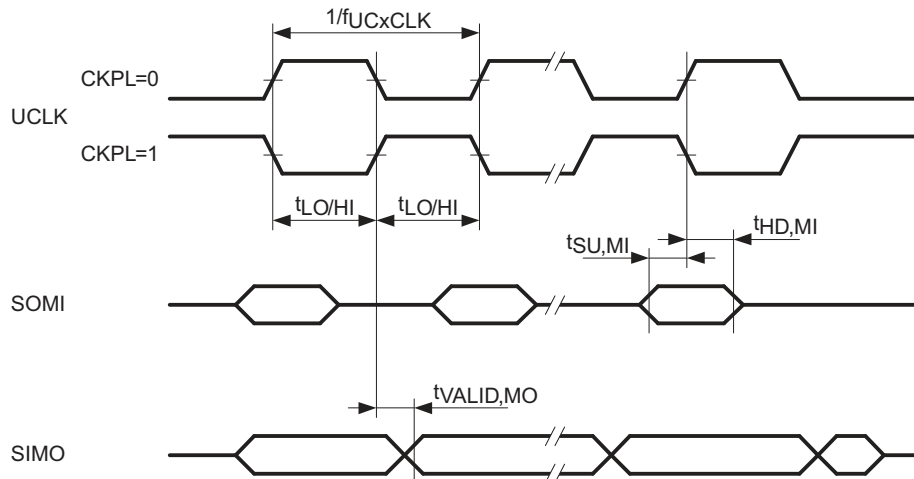 1/fUCxCLK
CKPL=0
UCLK
CKPL=1
tLO/HI tLO/HI
tHD,MI
tSU,MI
SOMI
tVALID,MO
SIMO